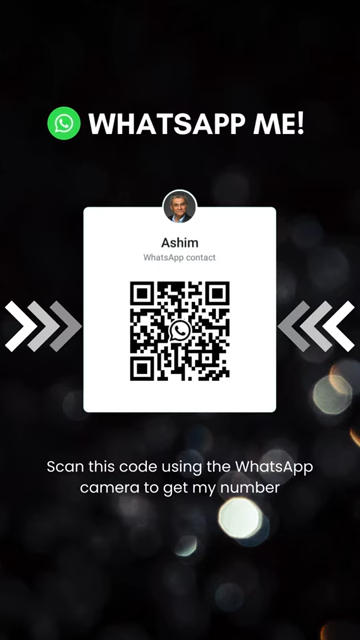 WHATSAPP ME!
Ashim
WhatsApp contact
Scan this code using the WhatsApp
camera to get my number